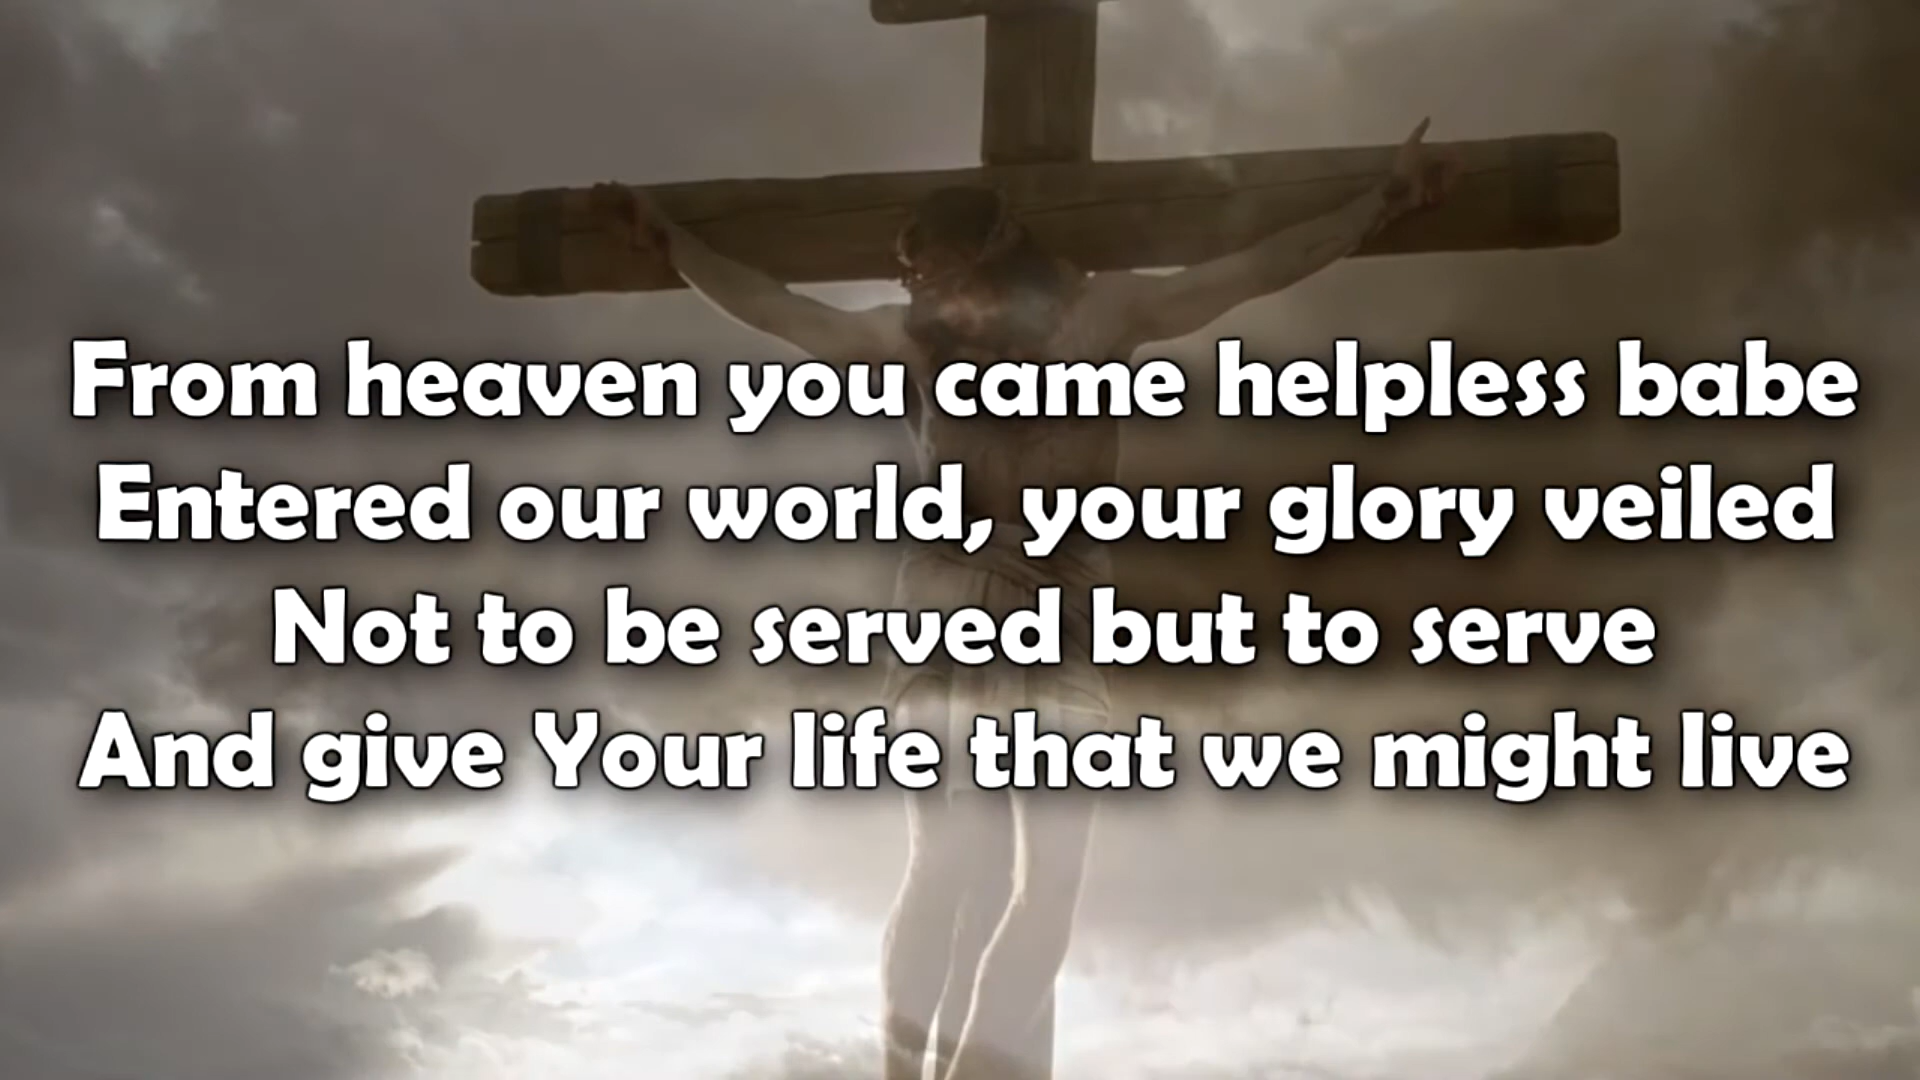 From heaven you came helpless babe
Entered our world, your glory veiled
Not to be served but to serve
And give Your life that we might live